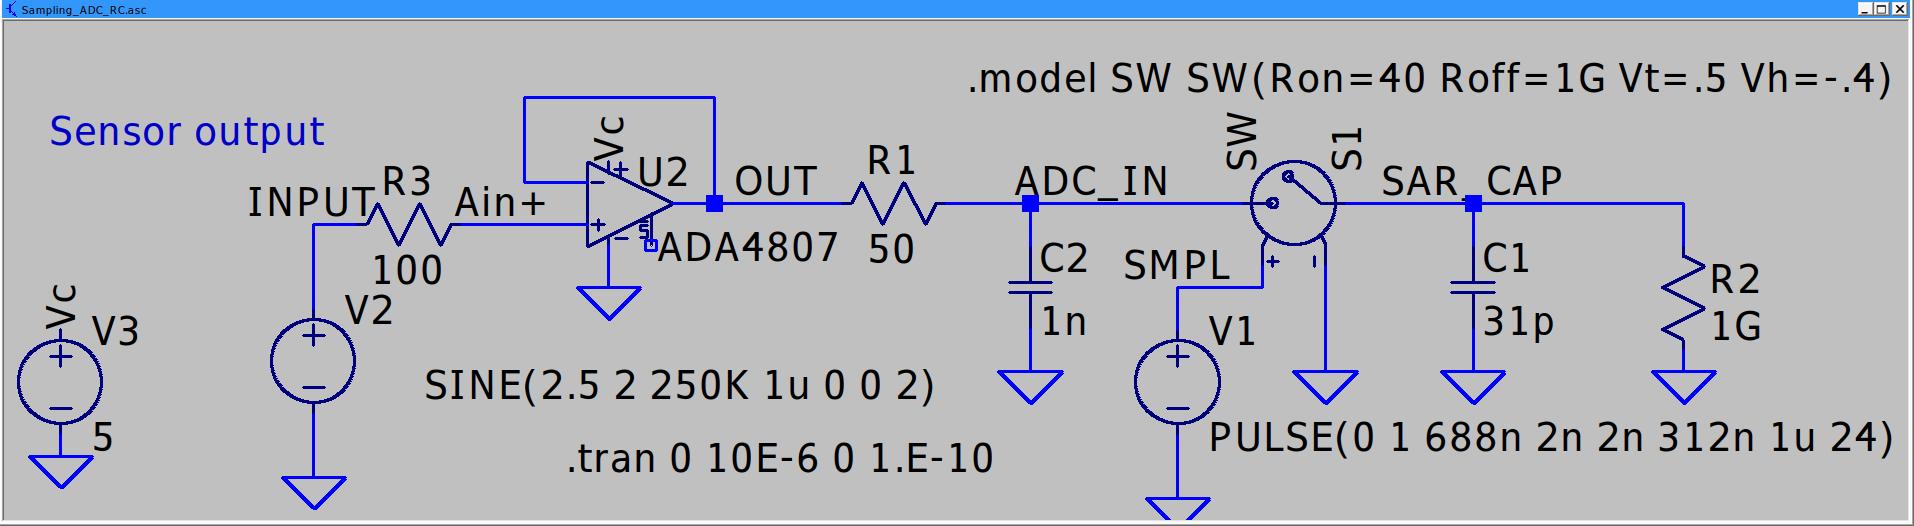 Sampling_ADC_RC.asc
.model SW SW(Ron=40 Roff=1G Vt=.5 Vh=-.4)
Sensor output
Vc
U2
R1
SW
S1
INPUT
R3
Ain+
OUT
ADC_IN
SAR_CAP
100
ADA4807
50
C2
SMPL
C1
R2
Vc
V3
V2
1n
V1
31p
1G
SINE(2.5 2 250K 1u 0 0 2)
5
PULSE(0 1 688n 2n 2n 312n 1u 24)
.tran 0 10E-6 0 1.E-10